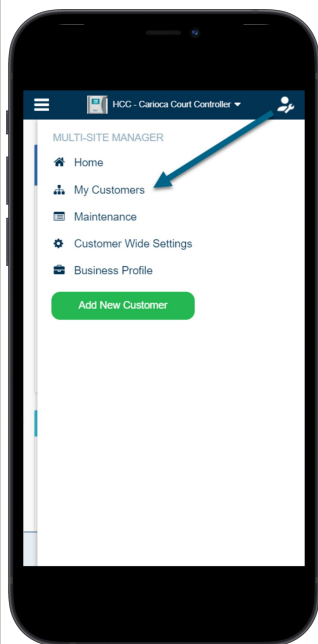 HCC - Carioca Court Controller
MULTI-SITE MANAGER
Home
My Customers
Maintenance
Customer Wide Settings
Business Profile
Add New Customer